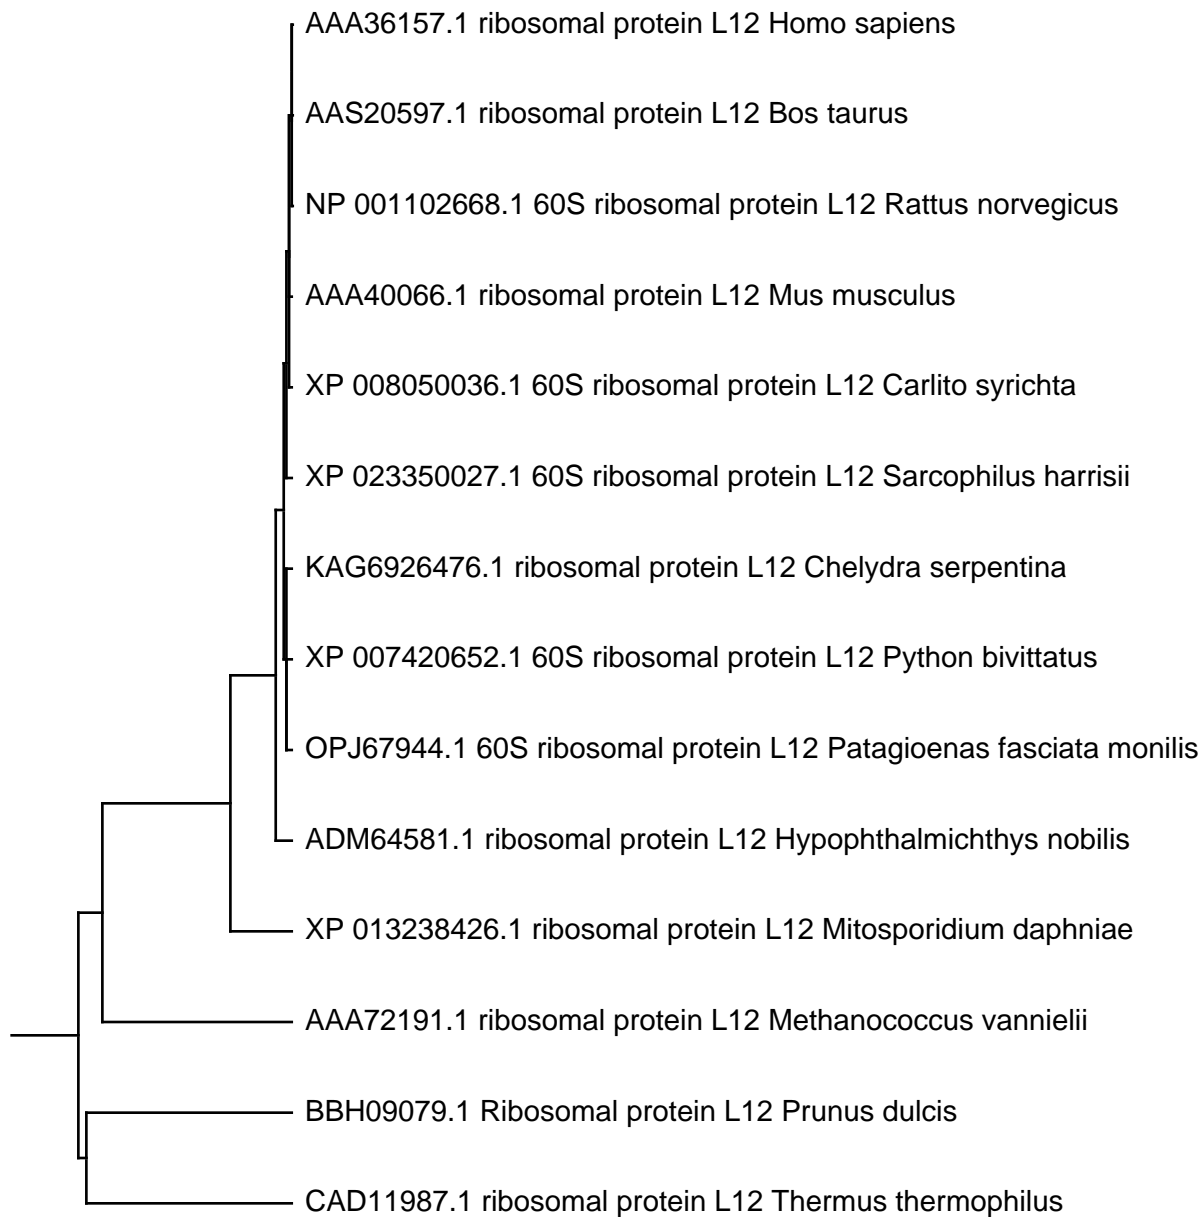 AAA36157.1 ribosomal protein L12 Homo sapiens
AAS20597.1 ribosomal protein L12 Bos taurus
NP 001102668.1 60S ribosomal protein L12 Rattus norvegicus
AAA40066.1 ribosomal protein L12 Mus musculus
XP 008050036.1 60S ribosomal protein L12 Carlito syrichta
XP 023350027.1 60S ribosomal protein L12 Sarcophilus harrisii
KAG6926476.1 ribosomal protein L12 Chelydra serpentina
XP 007420652.1 60S ribosomal protein L12 Python bivittatus
OPJ67944.1 60S ribosomal protein L12 Patagioenas fasciata monilis
ADM64581.1 ribosomal protein L12 Hypophthalmichthys nobilis
XP 013238426.1 ribosomal protein L12 Mitosporidium daphniae
AAA72191.1 ribosomal protein L12 Methanococcus vannielii
BBH09079.1 Ribosomal protein L12 Prunus dulcis
CAD11987.1 ribosomal protein L12 Thermus thermophilus